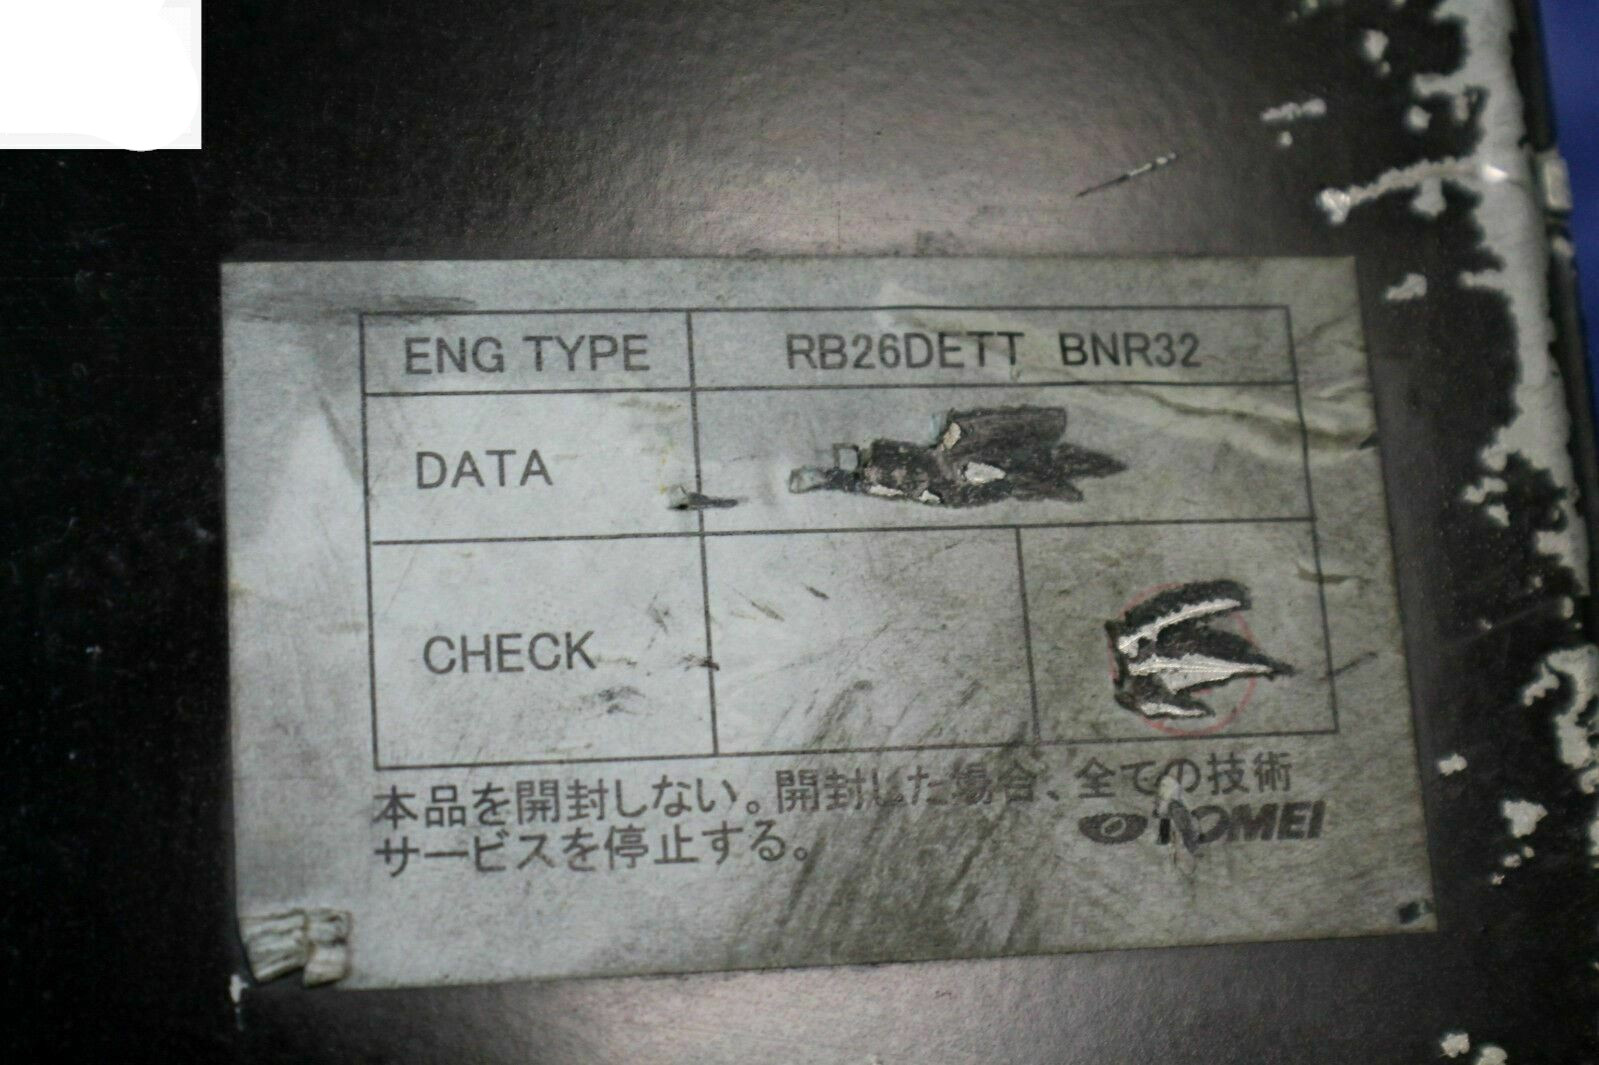 ENG TYPE RB26DETT BNR32
DATA
CHECK
本品を開封しない。開封した場合、全ての技術
サービスを停止する。
TOMEI